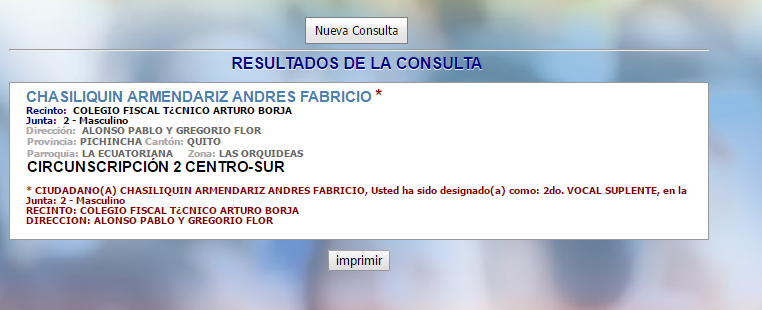 Nueva Consulta
RESULTADOS DE LA CONSULTA
CHASILIQUIN ARMENDARIZ ANDRES FABRICIO *
Recinto: COLEGIO FISCAL T¿CNICO ARTURO BORJA
Junta: 2 - Masculino
Dirección: ALONSO PABLO Y GREGORIO FLOR
Provincia: PICHINCHA Cantón: QUITO
Parroquia: LA ECUATORIANA Zona: LAS ORQUIDEAS
CIRCUNSCRIPCIÓN 2 CENTRO-SUR
* CIUDADANO(A) CHASILIQUIN ARMENDARIZ ANDRES FABRICIO, Usted ha sido designado(a) como: 2do. VOCAL SUPLENTE, en la
Junta: 2 - Masculino
RECINTO: COLEGIO FISCAL T¿CNICO ARTURO BORJA
DIRECCION: ALONSO PABLO Y GREGORIO FLOR
imprimir